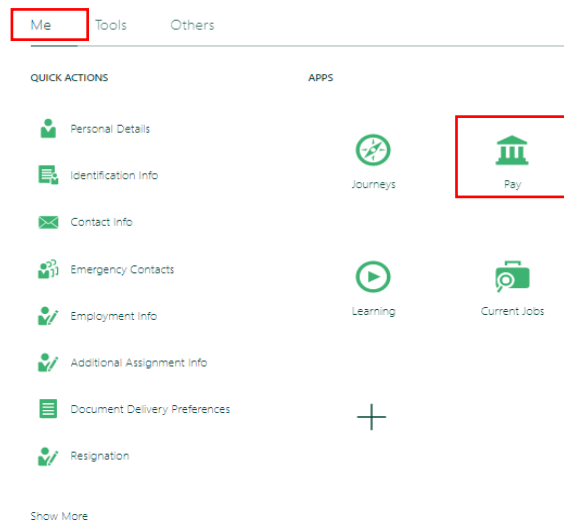 Me Tools Others
QUICK ACTIONS
Personal Details
Identification Info
Contact Info
Emergency Contacts
Employment Info
Additional Assignment Info
Document Delivery Preferences
Resignation
Show More
APPS
Journeys
Pay
Learning
Current Jobs